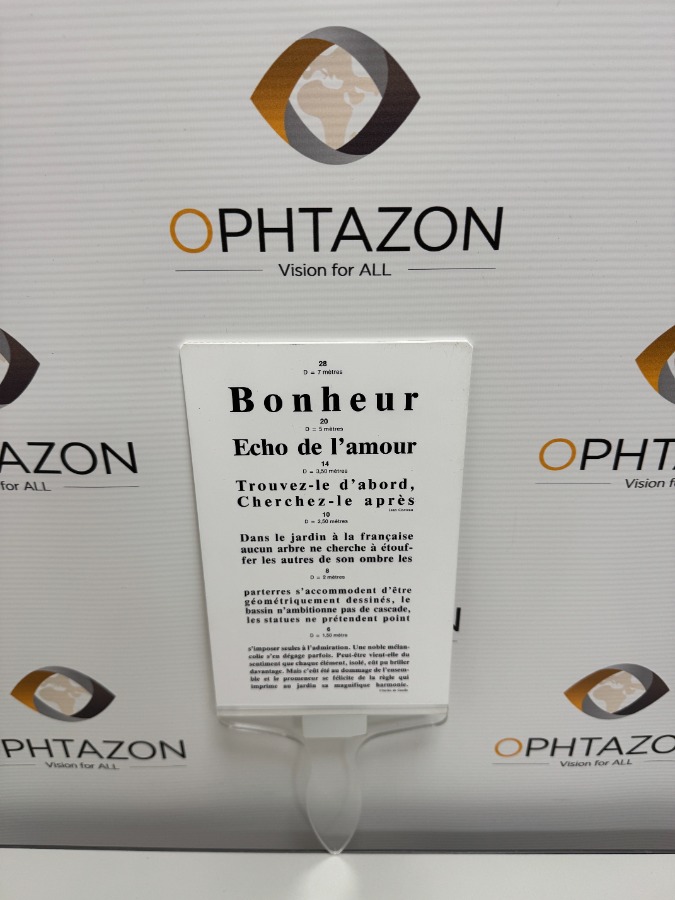 OPHTAZON
Vision for ALL
28
D = 7 mètres
Bonheur
20
D = 5 mètres
Echo de l'amour
14
D = 3,50 mètres
Trouvez-le d'abord,
Cherchez-le après
10
D = 2,50 mètres
Dans le jardin à la française
aucun arbre ne cherche à étouf-
fer les autres de son ombre les
8
D = 2 mètres
parterres s'accommodent d'être
géométriquement dessinés, le
bassin n'ambitionne pas de cascade,
les statues ne prétendent point
6
D = 1,50 mètre
s'imposer seules à l'admiration. Une noble mélan-
colie s'en dégage parfois. Peut-être vient-elle du
sentiment que chaque élément, isolé, eût pu briller
davantage. Mais c'eût été au dommage de l'ensem-
ble et le promeneur se félicite de la règle qui
imprime au jardin sa magnifique harmonie.
Charles de Gaulle
AZON
for ALL
OPHTA
Vision f
PHTAZON
Vision for ALL
OPHTAZO
Vision for ALL